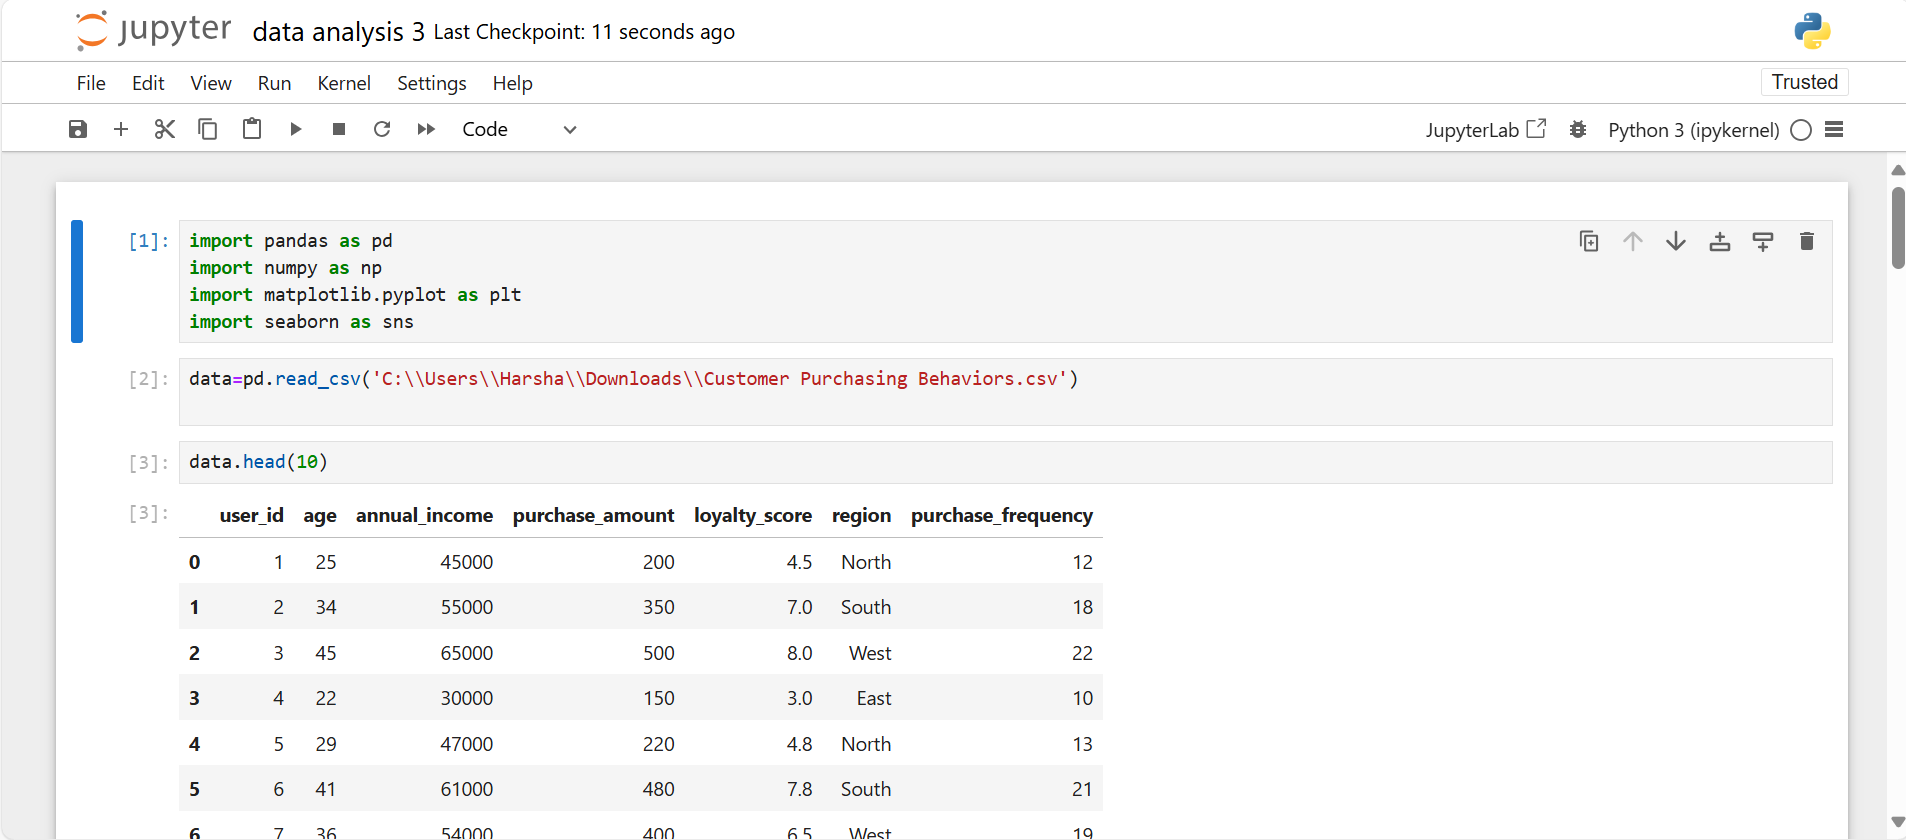 jupyter data analysis 3 Last Checkpoint: 11 seconds ago
File Edit View Run Kernel Settings Help Trusted
Code JupyterLab Python 3 (ipykernel)
[1]: import pandas as pd
import numpy as np
import matplotlib.pyplot as plt
import seaborn as sns
[2]: data=pd.read_csv('C:\\Users\\Harsha\\Downloads\\Customer Purchasing Behaviors.csv')
[3]: data.head(10)
[3]: user_id age annual_income purchase_amount loyalty_score region purchase_frequency
0 1 25 45000 200 4.5 North 12
1 2 34 55000 350 7.0 South 18
2 3 45 65000 500 8.0 West 22
3 4 22 30000 150 3.0 East 10
4 5 29 47000 220 4.8 North 13
5 6 41 61000 480 7.8 South 21
6 7 36 54000 400 6.5 West 19